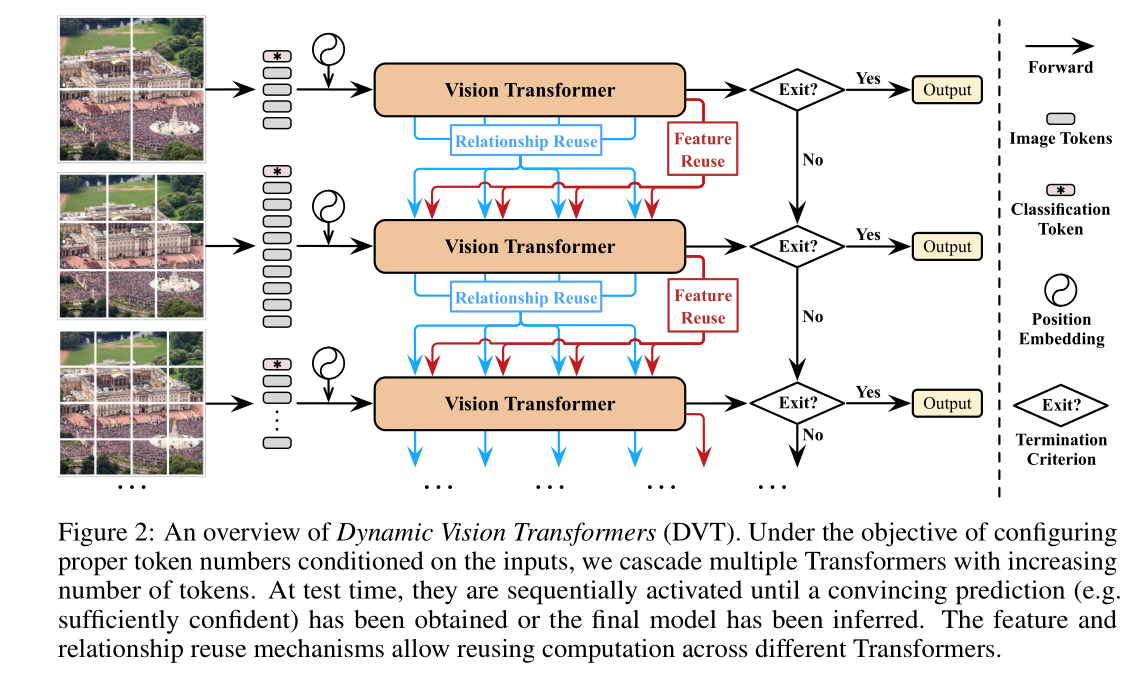 *
Vision Transformer
Exit?
Yes
Output
Relationship Reuse
Feature
Reuse
No
*
Vision Transformer
Exit?
Yes
Output
Relationship Reuse
Feature
Reuse
No
*
Vision Transformer
Exit?
Yes
Output
No
...
... ... ... ...
Forward
Image Tokens
*
Classification
Token
Position
Embedding
Exit?
Termination
Criterion
Figure 2: An overview of Dynamic Vision Transformers (DVT). Under the objective of configuring
proper token numbers conditioned on the inputs, we cascade multiple Transformers with increasing
number of tokens. At test time, they are sequentially activated until a convincing prediction (e.g.
sufficiently confident) has been obtained or the final model has been inferred. The feature and
relationship reuse mechanisms allow reusing computation across different Transformers.